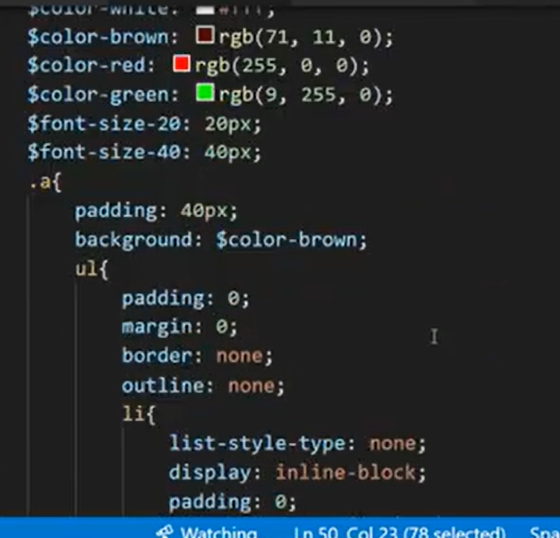 $color-white: #fff;
$color-brown: rgb(71, 11, 0);
$color-red: rgb(255, 0, 0);
$color-green: rgb(9, 255, 0);
$font-size-20: 20px;
$font-size-40: 40px;
.a{
padding: 40px;
background: $color-brown;
ul{
padding: 0;
margin: 0;
border: none;
outline: none;
li{
list-style-type: none;
display: inline-block;
padding: 0;
Watching Ln 50, Col 23 (78 selected)